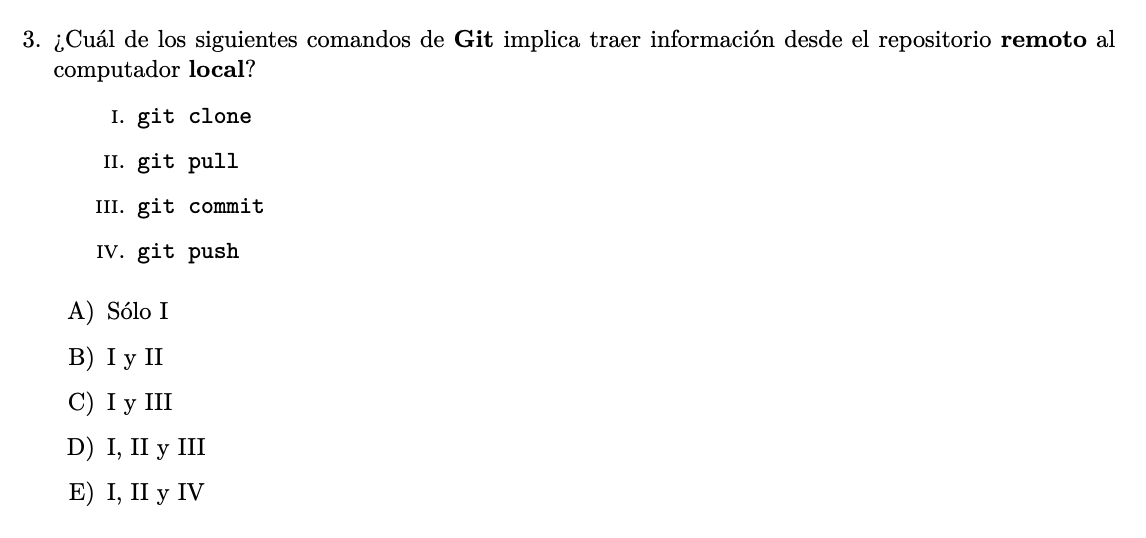 3. ¿Cuál de los siguientes comandos de Git implica traer información desde el repositorio remoto al
computador local?
I. git clone
II. git pull
III. git commit
IV. git push
A) Sólo I
B) I y II
C) I y III
D) I, II y III
E) I, II y IV